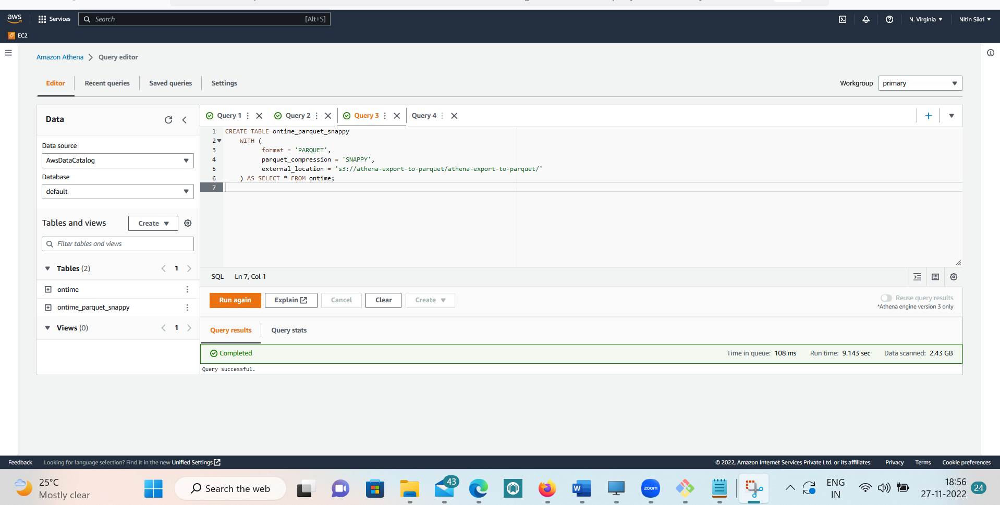 aws Services Search [Alt+S] N. Virginia Nitin Sikri
EC2
Amazon Athena Query editor
Editor Recent queries Saved queries Settings Workgroup primary
Data
Data source
AwsDataCatalog
Database
default
Tables and views Create
Filter tables and views
Tables (2) 1
ontime
ontime_parquet_snappy
Views (0) 1
Query 1 Query 2 Query 3 Query 4
1 CREATE TABLE ontime_parquet_snappy
2 WITH (
3 format = 'PARQUET',
4 parquet_compression = 'SNAPPY',
5 external_location = 's3://athena-export-to-parquet/athena-export-to-parquet/'
6 ) AS SELECT * FROM ontime;
7
SQL Ln 7, Col 1
Run again Explain Cancel Clear Create Reuse query results
*Athena engine version 3 only
Query results Query stats
Completed Time in queue: 108 ms Run time: 9.143 sec Data scanned: 2.43 GB
Query successful.
Feedback Looking for language selection? Find it in the new Unified Settings © 2022, Amazon Internet Services Private Ltd. or its affiliates. Privacy Terms Cookie preferences
25°C
Mostly clear
Search the web
43
zoom
ENG
IN
18:56
27-11-2022
24